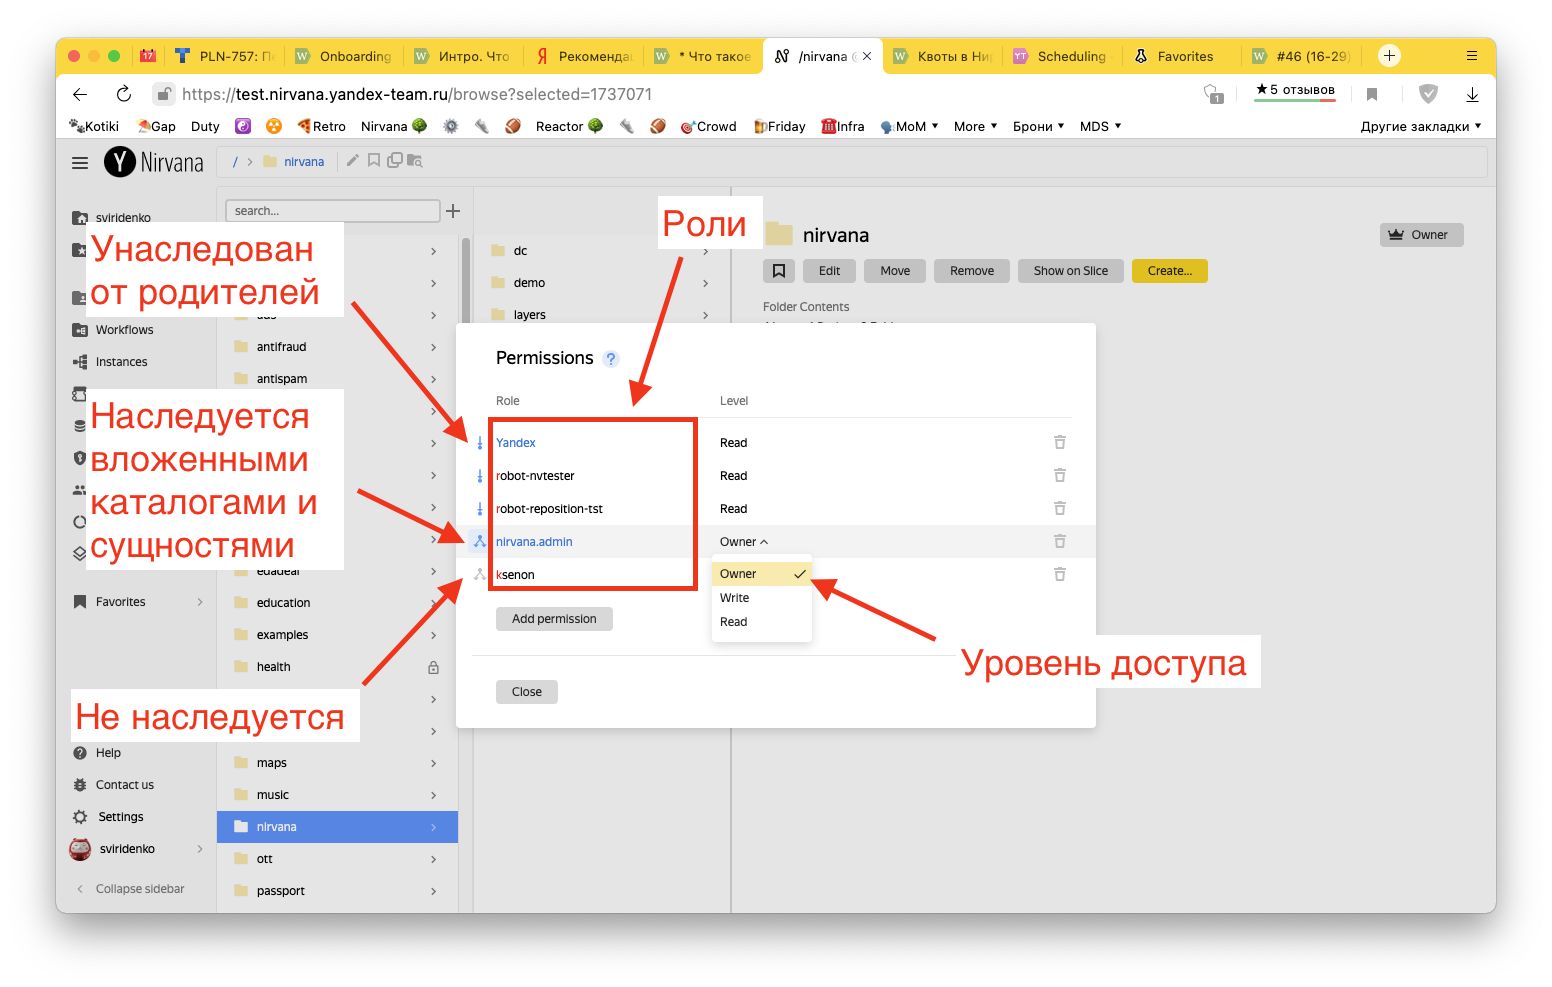 17
PLN-757: П
Onboarding
Интро. Что
Рекоменда
* Что такое
/nirvana
Квоты в Ни
Scheduling
Favorites
#46 (16-29)
https://test.nirvana.yandex-team.ru/browse?selected=1737071
1
★5 отзывов
Kotiki
Gap
Duty
Retro
Nirvana
Reactor
Crowd
Friday
Infra
MoM
More
Брони
MDS
Другие закладки
Y Nirvana
/ > nirvana
sviridenko
Workflows
Instances
Favorites
Help
Contact us
Settings
sviridenko
Collapse sidebar
search...
antifraud
antispam
education
examples
health
maps
music
nirvana
ott
passport
dc
demo
layers
nirvana
Owner
Edit
Move
Remove
Show on Slice
Create...
Folder Contents
Permissions ?
Role Level
Yandex Read
robot-nvtester Read
robot-reposition-tst Read
nirvana.admin Owner
ksenon
Owner
Write
Read
Add permission
Close
Унаследован
от родителей
Роли
Наследуется
вложенными
каталогами и
сущностями
Не наследуется
Уровень доступа